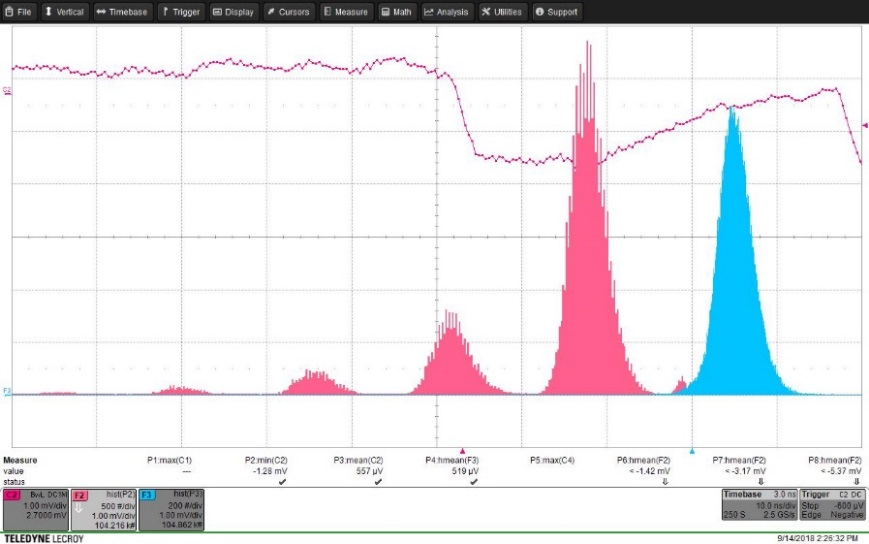 File Vertical Timebase Trigger Display Cursors Measure Math Analysis Utilities Support
C2
F3
Measure P1:max(C1) P2:min(C2) P3:mean(C2) P4:hmean(F3) P5:max(C4) P6:hmean(F2) P7:hmean(F2) P8:hmean(F2)
value --- -1.28 mV 557 µV 519 µV < -1.42 mV < -3.17 mV < -5.37 mV
status
C2 BwL DC1M F2 hist(P2) F3 hist(P3) Timebase 3.0 ns Trigger C2 DC
1.00 mV/div 500 #/div 200 #/div 10.0 ns/div Stop -600 µV
2.7000 mV 1.00 mV/div 1.00 mV/div 250 S 2.5 GS/s Edge Negative
104.216 k# 104.862 k#
TELEDYNE LECROY 9/14/2018 2:26:32 PM